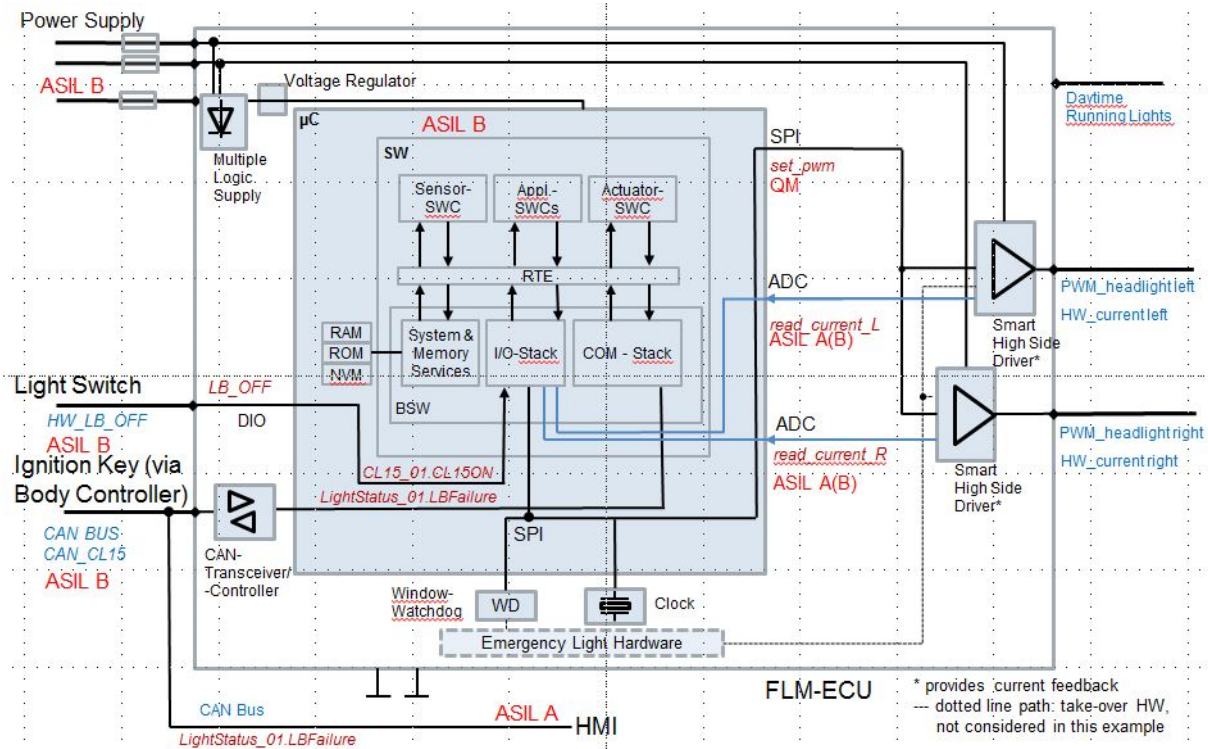 Power Supply
ASIL B
Voltage Regulator
Multiple
Logic.
Supply
µC
ASIL B
SW
Sensor-
SWC
Appl.-
SWCs
Actuator-
SWC
RTE
RAM
ROM
NVM
System &
Memory
Services
I/O-Stack
COM - Stack
BSW
SPI
set_pwm
QM
ADC
read_current_L
ASIL A(B)
ADC
read_current_R
ASIL A(B)
Daytime
Running Lights
PWM_headlight left
HW_current left
Smart
High Side
Driver*
PWM_headlight right
HW_current right
Smart
High Side
Driver*
Light Switch
LB_OFF
HW_LB_OFF
DIO
ASIL B
Ignition Key (via
Body Controller)
CL15_01.CL15ON
LightStatus_01.LBFailure
CAN BUS
CAN_CL15
ASIL B
CAN-
Transceiver/
-Controller
SPI
Window-
Watchdog
WD
Clock
Emergency Light Hardware
FLM-ECU
* provides current feedback
--- dotted line path: take-over HW,
not considered in this example
CAN Bus
ASIL A
HMI
LightStatus_01.LBFailure